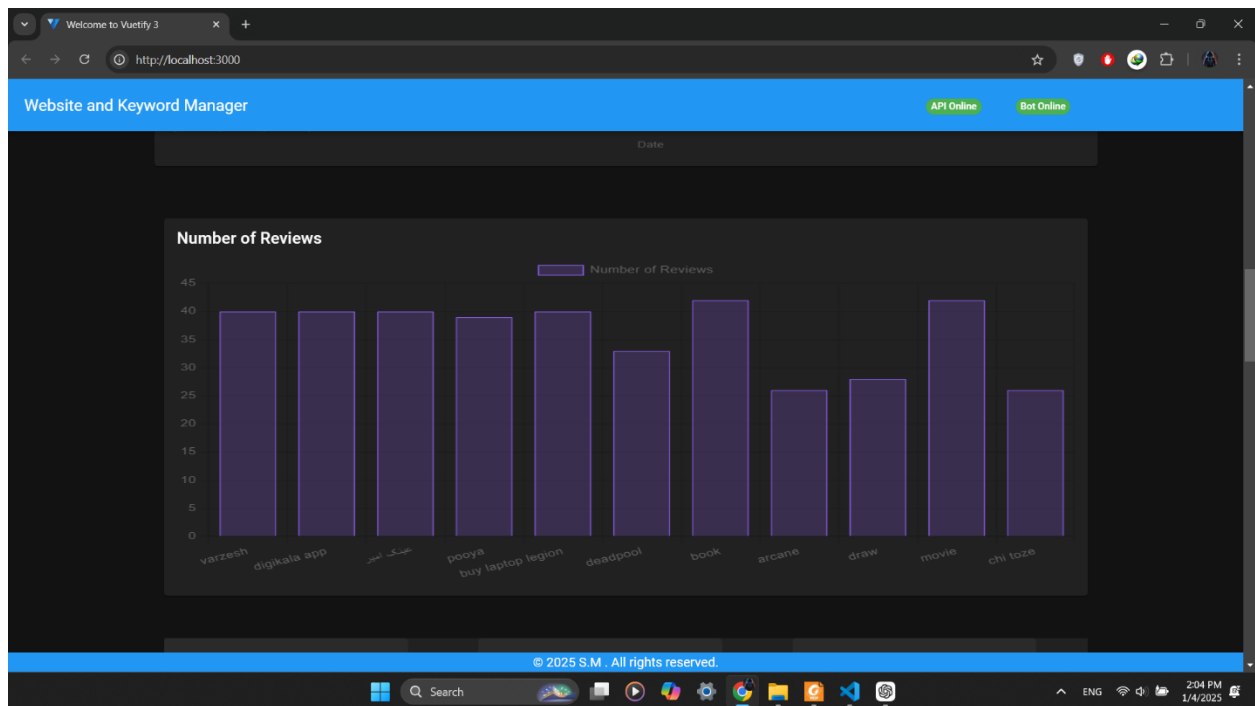 Welcome to Vuetify 3
http://localhost:3000
Website and Keyword Manager
API Online
Bot Online
Date
Number of Reviews
Number of Reviews
45
40
35
30
25
20
15
10
5
0
varzesh
digikala app
عینک امیر
pooya
buy laptop legion
deadpool
book
arcane
draw
movie
chi toze
© 2025 S.M . All rights reserved.
Search
ENG
2:04 PM
1/4/2025